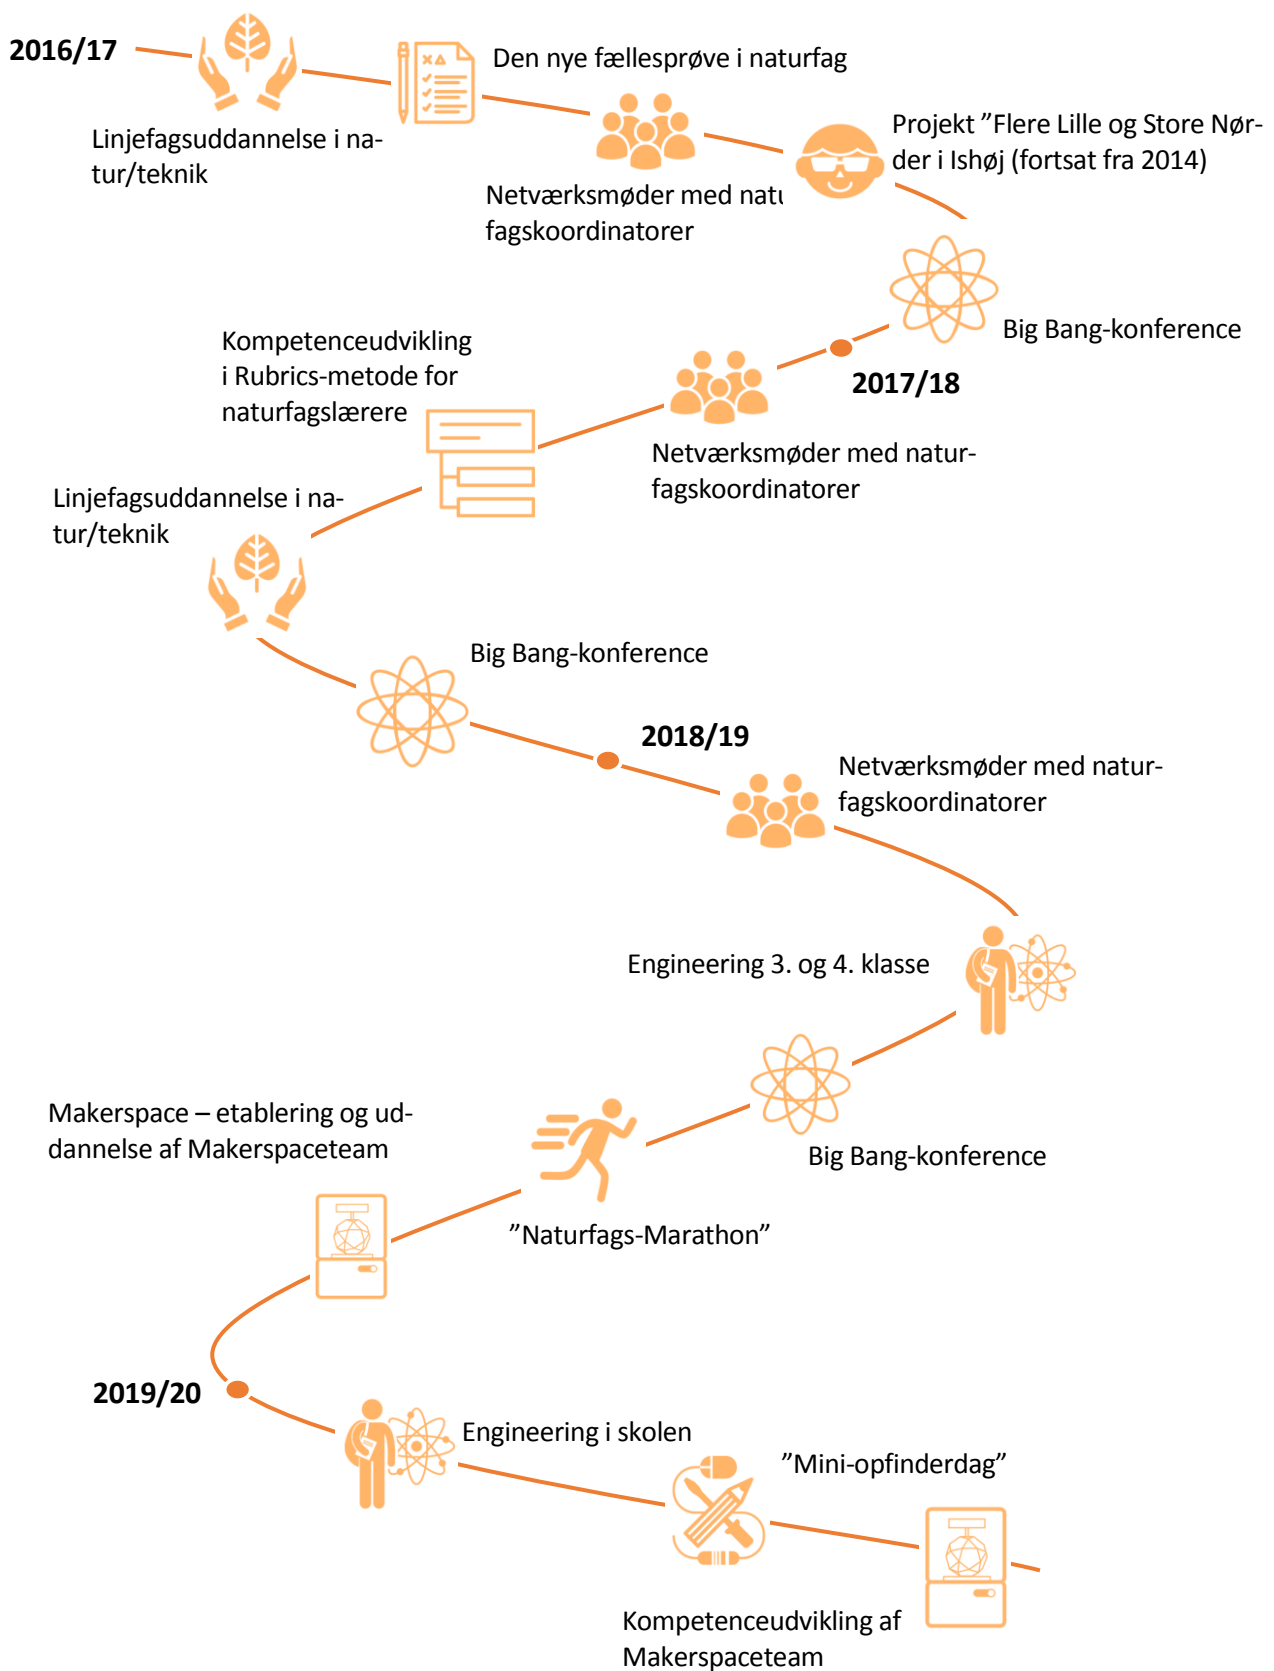 2016/17
Linjefagsuddannelse i na-
tur/teknik
Den nye fællesprøve i naturfag
Netværksmøder med natu
fagskoordinatorer
Projekt ”Flere Lille og Store Nør-
der i Ishøj (fortsat fra 2014)
Big Bang-konference
2017/18
Netværksmøder med natur-
fagskoordinatorer
Kompetenceudvikling
i Rubrics-metode for
naturfagslærere
Linjefagsuddannelse i na-
tur/teknik
Big Bang-konference
2018/19
Netværksmøder med natur-
fagskoordinatorer
Engineering 3. og 4. klasse
Big Bang-konference
”Naturfags-Marathon”
Makerspace – etablering og ud-
dannelse af Makerspaceteam
2019/20
Engineering i skolen
”Mini-opfinderdag”
Kompetenceudvikling af
Makerspaceteam